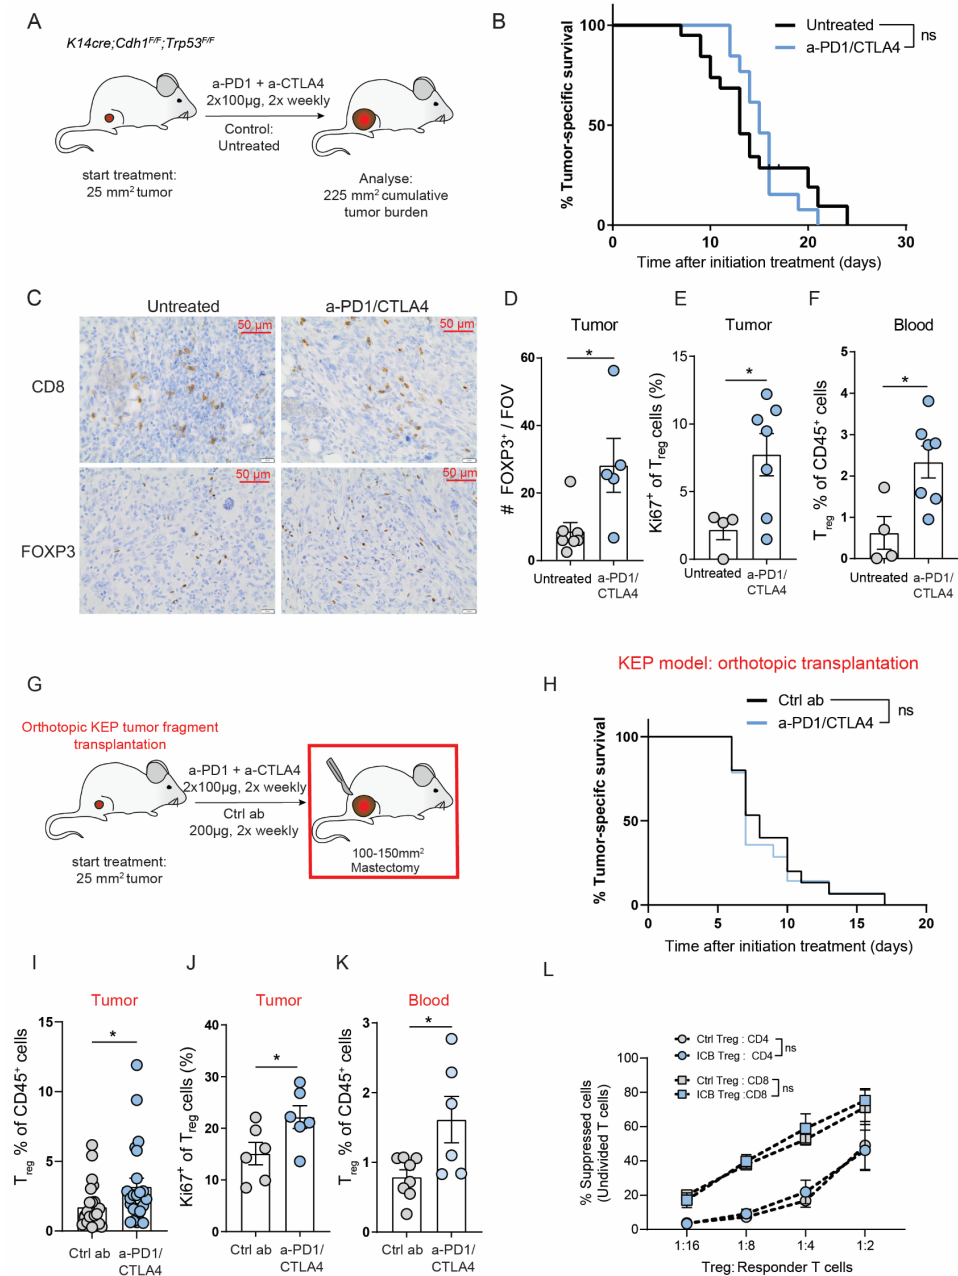 A
K14cre;Cdh1F/F;Trp53F/F
a-PD1 + a-CTLA4
2x100µg, 2x weekly
Control:
Untreated
start treatment:
25 mm2 tumor
Analyse:
225 mm2 cumulative
tumor burden
B
% Tumor-specific survival
100
50
0
0 10 20 30
Time after initiation treatment (days)
Untreated
a-PD1/CTLA4
ns
C
Untreated a-PD1/CTLA4
CD8
50 µm 50 µm
FOXP3
50 µm 50 µm
D
Tumor
# FOXP3+ / FOV
60
40
20
0
*
Untreated a-PD1/
CTLA4
E
Tumor
Ki67+ of Treg cells (%)
15
10
5
0
*
Untreated a-PD1/
CTLA4
F
Blood
Treg % of CD45+ cells
5
4
3
2
1
0
*
Untreated a-PD1/
CTLA4
G
Orthotopic KEP tumor fragment
transplantation
a-PD1 + a-CTLA4
2x100µg, 2x weekly
Ctrl ab
200µg, 2x weekly
start treatment:
25 mm2 tumor
100-150mm2
Mastectomy
KEP model: orthotopic transplantation
H
Ctrl ab
a-PD1/CTLA4
ns
% Tumor-specifc survival
100
50
0
0 5 10 15 20
Time after initiation treatment (days)
I
Tumor
Treg % of CD45+ cells
15
10
5
0
*
Ctrl ab a-PD1/
CTLA4
J
Tumor
Ki67+ of Treg cells (%)
40
30
20
10
0
*
Ctrl ab a-PD1/
CTLA4
K
Blood
Treg % of CD45+ cells
3
2
1
0
*
Ctrl ab a-PD1/
CTLA4
L
Ctrl Treg : CD4
ICB Treg : CD4
ns
Ctrl Treg : CD8
ICB Treg :CD8
ns
% Suppressed cells
(Undivided T cells)
100
80
60
40
20
0
1:16 1:8 1:4 1:2
Treg: Responder T cells